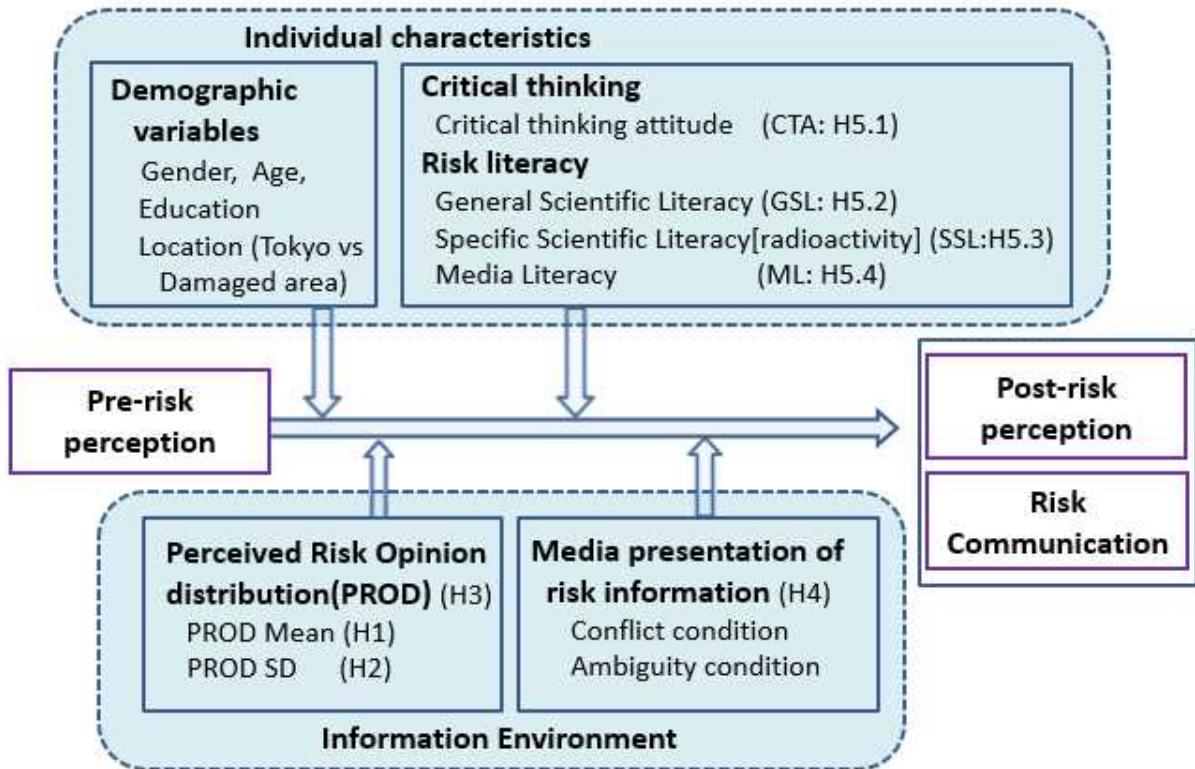 Individual characteristics
Demographic
variables
Gender, Age,
Education
Location (Tokyo vs
Damaged area)
Critical thinking
Critical thinking attitude (CTA: H5.1)
Risk literacy
General Scientific Literacy (GSL: H5.2)
Specific Scientific Literacy[radioactivity] (SSL:H5.3)
Media Literacy (ML: H5.4)
Pre-risk
perception
Post-risk
perception
Risk
Communication
Perceived Risk Opinion
distribution(PROD) (H3)
PROD Mean (H1)
PROD SD (H2)
Media presentation of
risk information (H4)
Conflict condition
Ambiguity condition
Information Environment